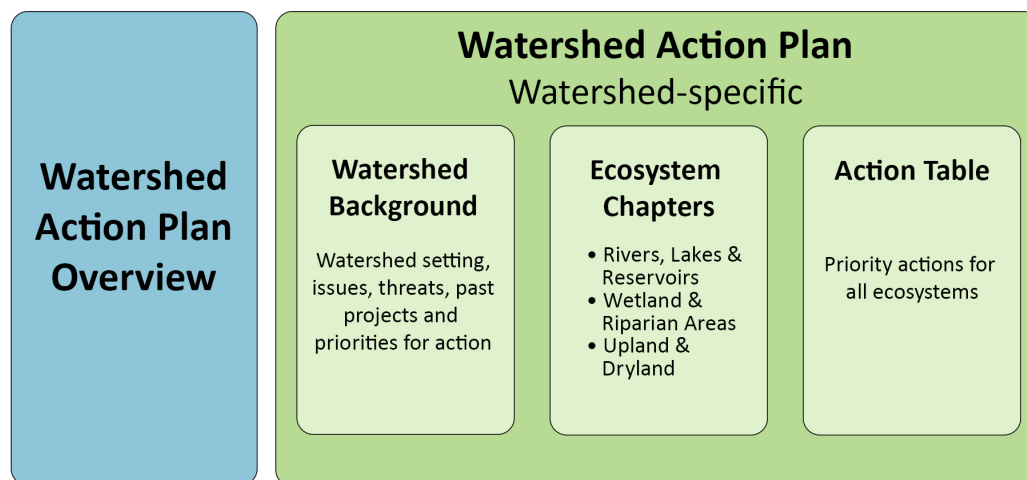 Watershed
Action Plan
Overview
Watershed Action Plan
Watershed-specific
Watershed
Background
Watershed setting,
issues, threats, past
projects and
priorities for action
Ecosystem
Chapters
• Rivers, Lakes &
Reservoirs
• Wetland &
Riparian Areas
• Upland &
Dryland
Action Table
Priority actions for
all ecosystems